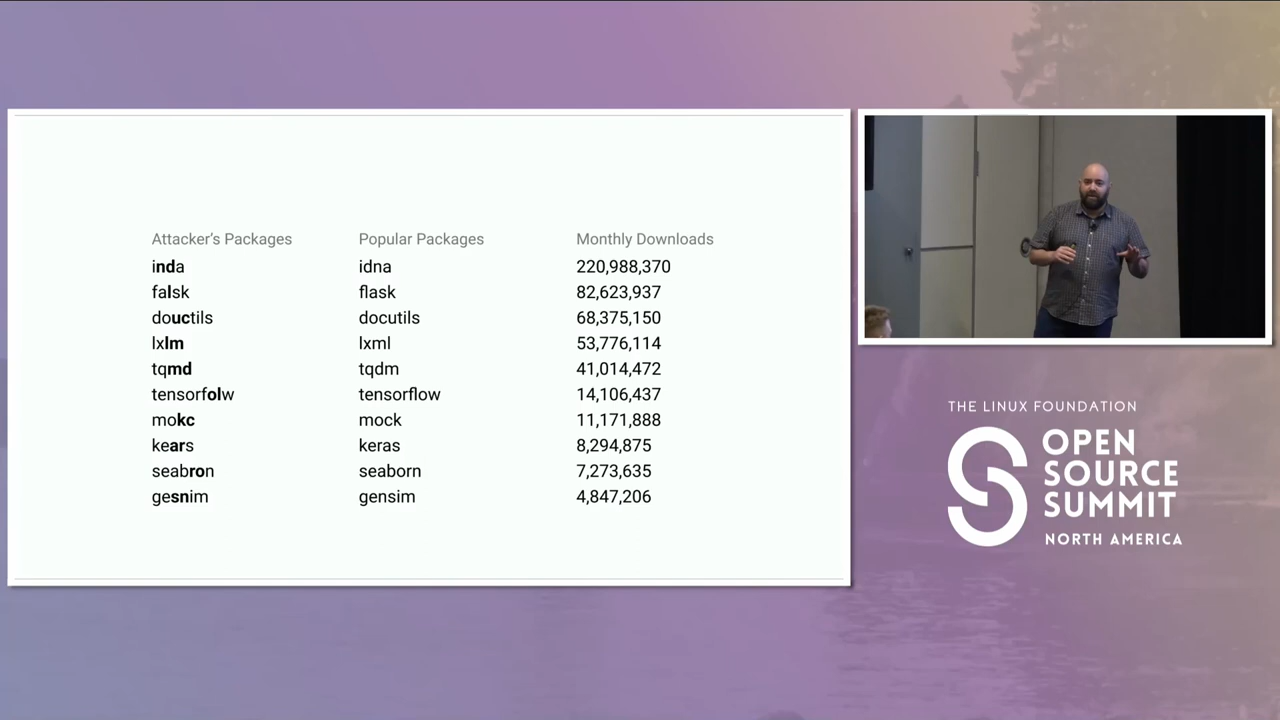 Attacker's Packages Popular Packages Monthly Downloads
inda idna 220,988,370
falsk flask 82,623,937
douctils docutils 68,375,150
lxlm lxml 53,776,114
tqmd tqdm 41,014,472
tensorfolw tensorflow 14,106,437
mokc mock 11,171,888
kears keras 8,294,875
seabron seaborn 7,273,635
gesnim gensim 4,847,206
THE LINUX FOUNDATION
OPEN
SOURCE
SUMMIT
NORTH AMERICA